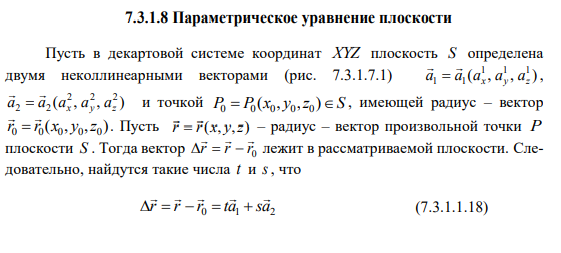 7.3.1.8 Параметрическое уравнение плоскости
Пусть в декартовой системе координат XYZ плоскость S определена
двумя неколлинеарными векторами (рис. 7.3.1.7.1) $\vec{a}_1 = \vec{a}_1(a_x^1, a_y^1, a_z^1)$,
$\vec{a}_2 = \vec{a}_2(a_x^2, a_y^2, a_z^2)$ и точкой $P_0 = P_0(x_0, y_0, z_0) \in S$, имеющей радиус – вектор
$\vec{r}_0 = \vec{r}_0(x_0, y_0, z_0)$. Пусть $\vec{r} = \vec{r}(x, y, z)$ – радиус – вектор произвольной точки P
плоскости S. Тогда вектор $\Delta\vec{r} = \vec{r} - \vec{r}_0$ лежит в рассматриваемой плоскости. Сле-
довательно, найдутся такие числа t и s, что
$\Delta\vec{r} = \vec{r} - \vec{r}_0 = t\vec{a}_1 + s\vec{a}_2$ (7.3.1.1.18)